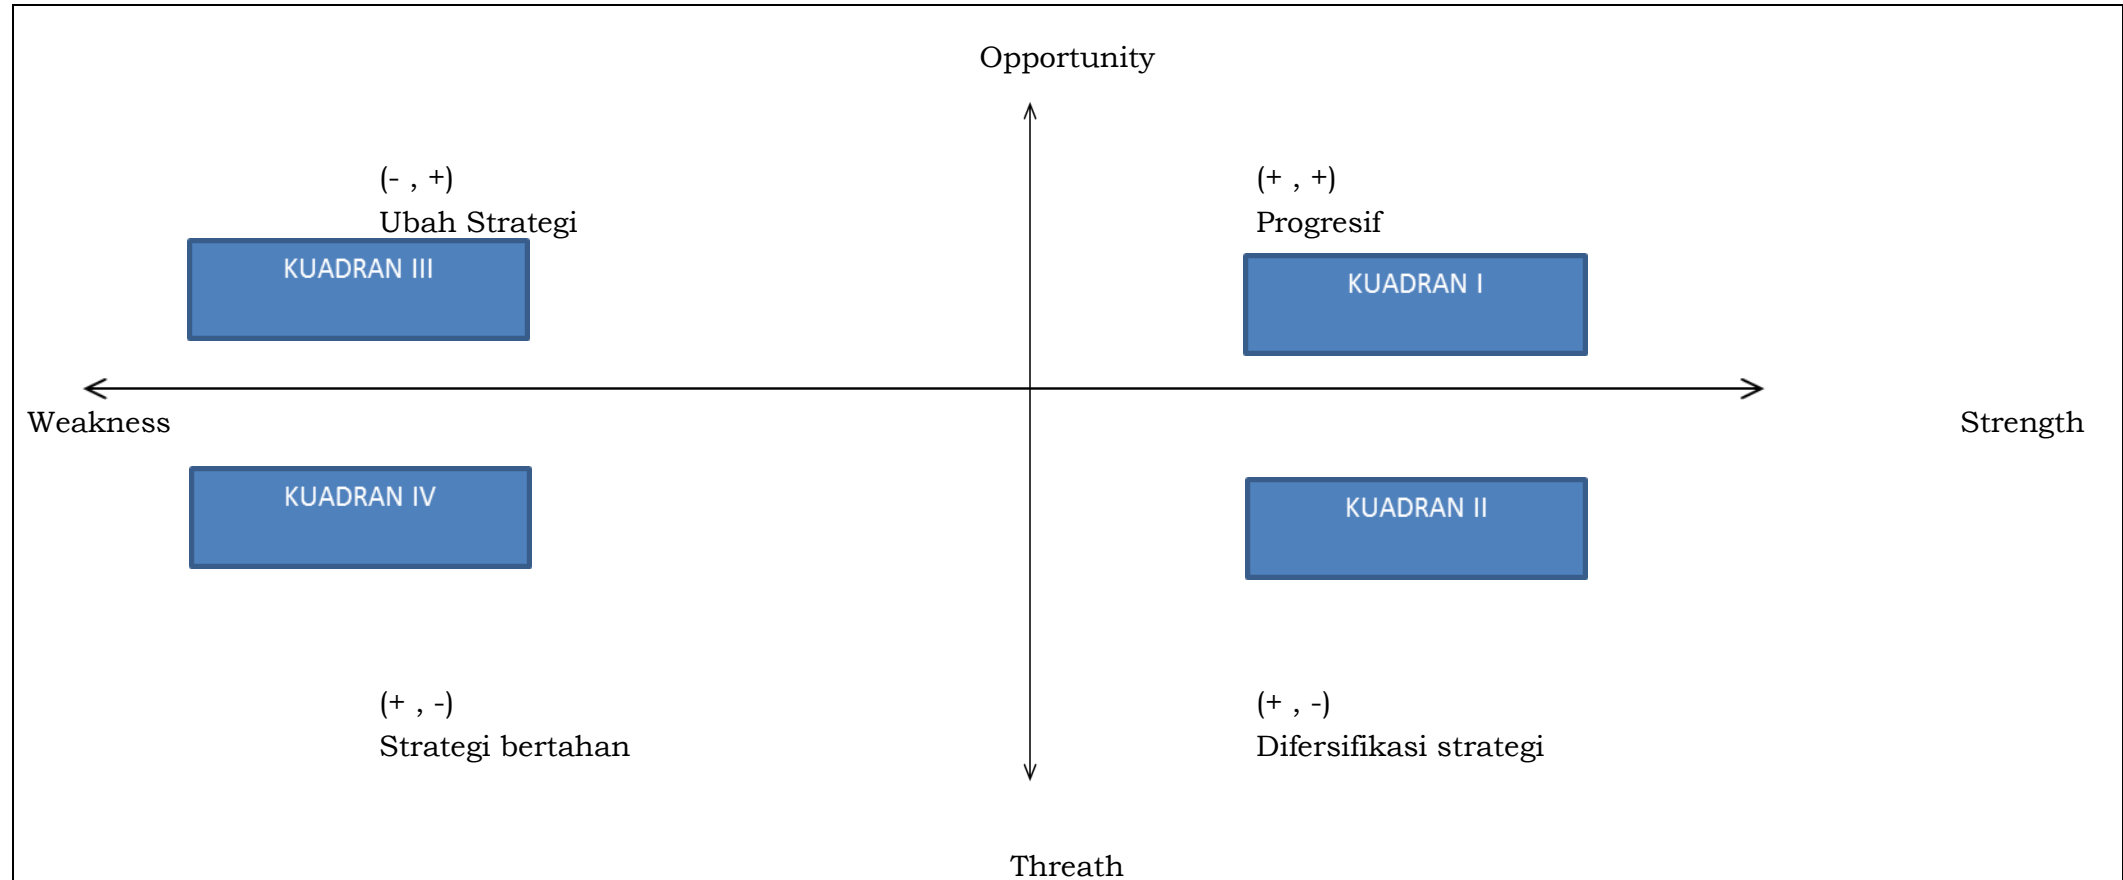 Opportunity
(- , +)
Ubah Strategi
KUADRAN III
(+ , +)
Progresif
KUADRAN I
Weakness
Strength
KUADRAN IV
(+ , -)
Strategi bertahan
KUADRAN II
(+ , -)
Difersifikasi strategi
Threath